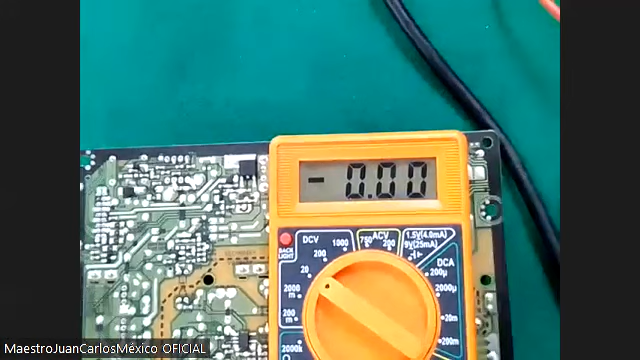 - 0.00
DCV
1000
750
ACV
200
1.5V(4.0mA)
9V(25mA)
200
20
2000
m
200
m
2000k
BACK
LIGHT
DCA
200μ
2000μ
20m
200m
MaestroJuanCarlosMéxico OFICIAL